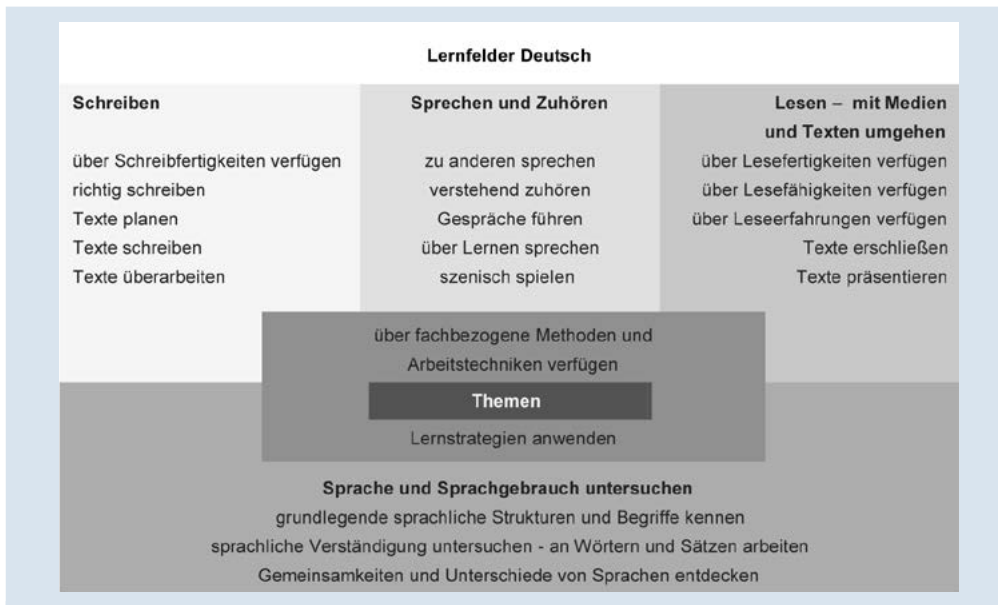 Lernfelder Deutsch
Schreiben
über Schreibfertigkeiten verfügen
richtig schreiben
Texte planen
Texte schreiben
Texte überarbeiten
Sprechen und Zuhören
zu anderen sprechen
verstehend zuhören
Gespräche führen
über Lernen sprechen
szenisch spielen
Lesen – mit Medien
und Texten umgehen
über Lesefertigkeiten verfügen
über Lesefähigkeiten verfügen
über Leseerfahrungen verfügen
Texte erschließen
Texte präsentieren
über fachbezogene Methoden und
Arbeitstechniken verfügen
Themen
Lernstrategien anwenden
Sprache und Sprachgebrauch untersuchen
grundlegende sprachliche Strukturen und Begriffe kennen
sprachliche Verständigung untersuchen - an Wörtern und Sätzen arbeiten
Gemeinsamkeiten und Unterschiede von Sprachen entdecken